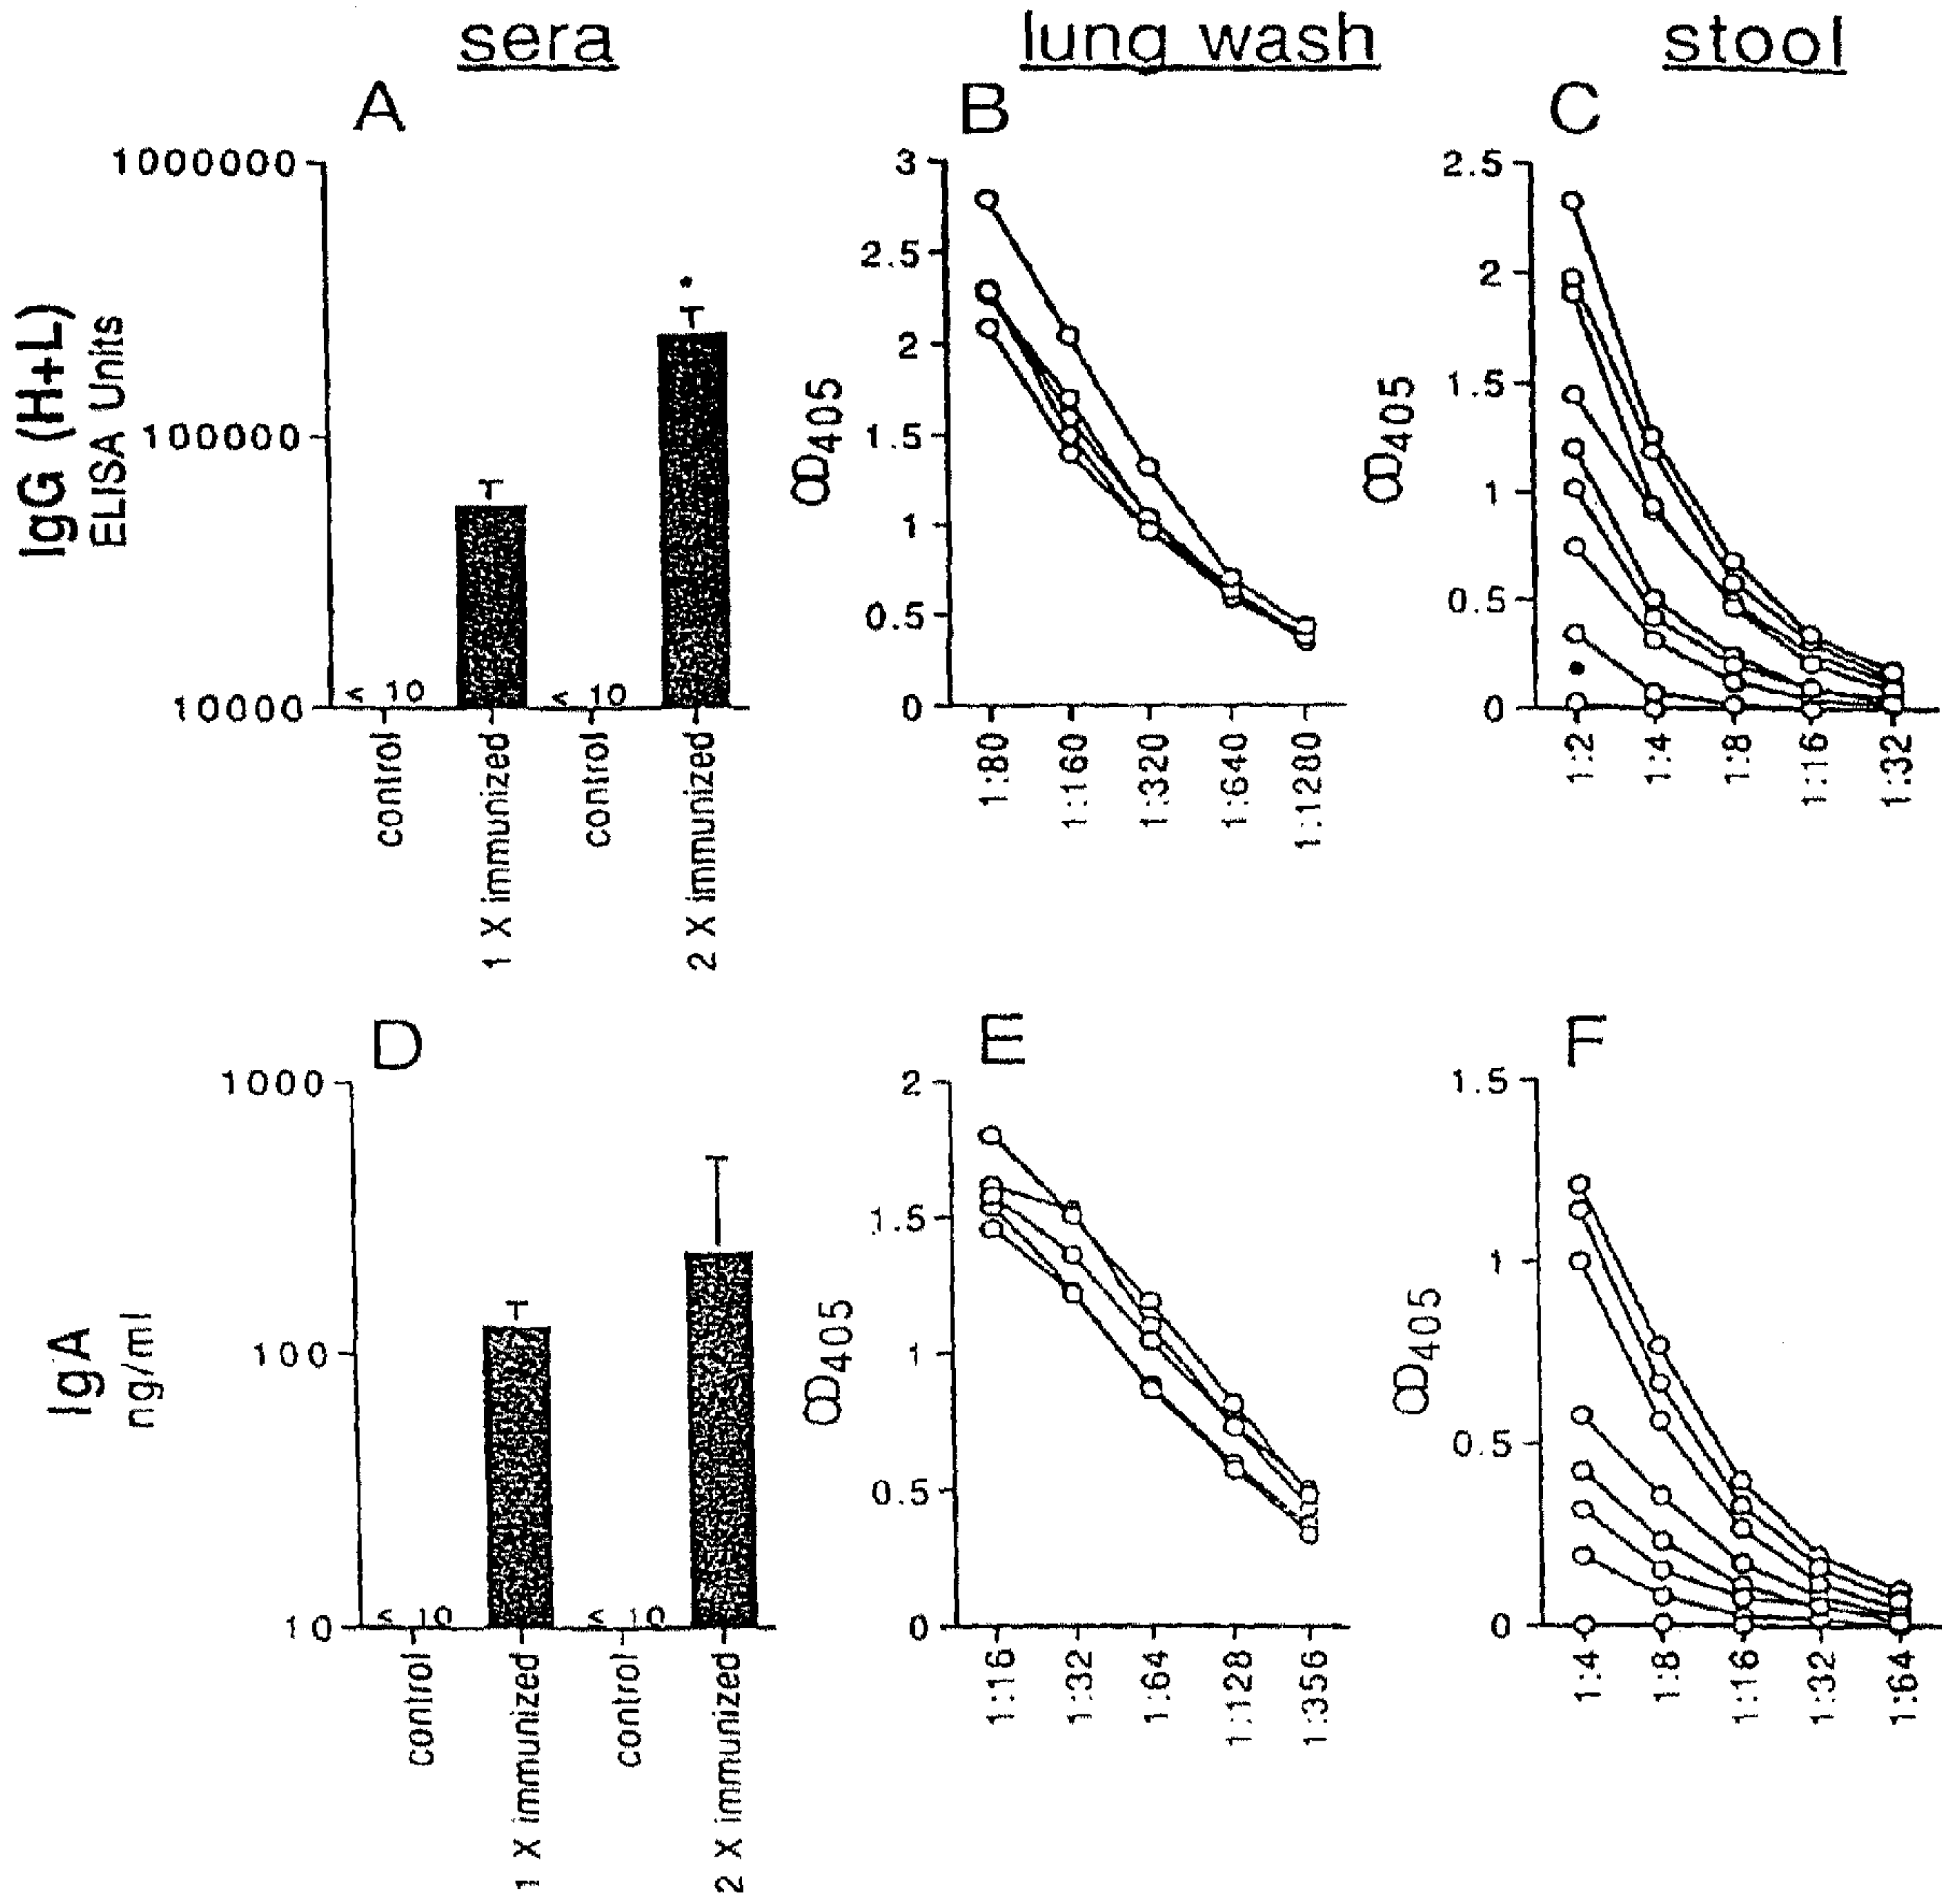 sera
lung wash
stool
A
B
C
IgG (H+L)
ELISA Units
1000000
100000
10000
< 10
< 10
control
1 X immunized
control
2 X immunized
*
OD405
3
2.5
2
1.5
1
0.5
0
1:80
1:160
1:320
1:640
1:1280
OD405
2.5
2
1.5
1
0.5
0
1:2
1:4
1:8
1:16
1:32
D
E
F
IgA
ng/ml
1000
100
10
< 10
< 10
control
1 X immunized
control
2 X immunized
OD405
2
1.5
1
0.5
0
1:16
1:32
1:64
1:128
1:356
OD405
1.5
1
0.5
0
1:4
1:8
1:16
1:32
1:64